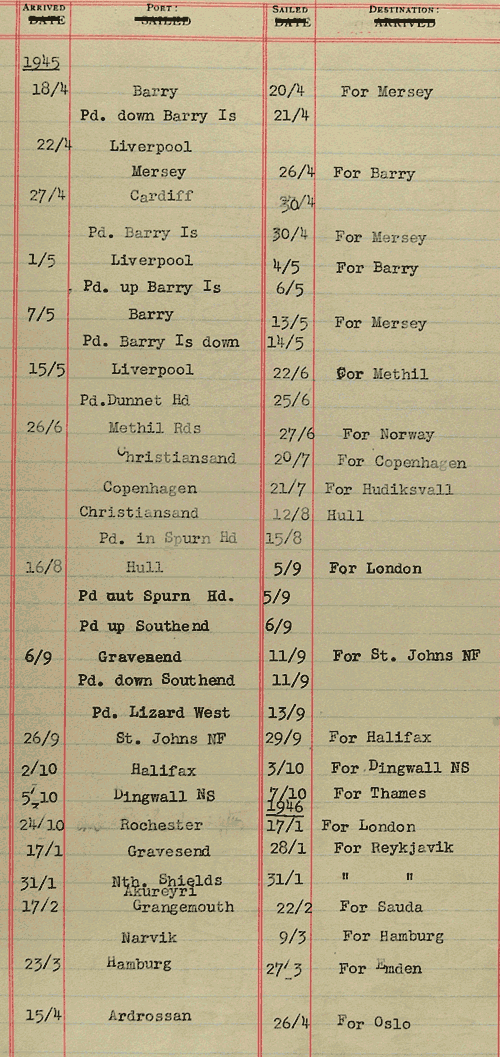 ARRIVED PORT: SAILED DESTINATION:
DATE SAILED DATE ARRIVED
1945
18/4 Barry 20/4 For Mersey
Pd. down Barry Is 21/4
22/4 Liverpool
Mersey 26/4 For Barry
27/4 Cardiff 30/4
Pd. Barry Is 30/4 For Mersey
1/5 Liverpool 4/5 For Barry
Pd. up Barry Is 6/5
7/5 Barry 13/5 For Mersey
Pd. Barry Is down 14/5
15/5 Liverpool 22/6 For Methil
Pd.Dunnet Hd 25/6
26/6 Methil Rds 27/6 For Norway
Christiansand 20/7 For Copenhagen
Copenhagen 21/7 For Hudiksvall
Christiansand 12/8 Hull
Pd. in Spurn Hd 15/8
16/8 Hull 5/9 For London
Pd out Spurn Hd. 5/9
Pd up Southend 6/9
6/9 Gravesend 11/9 For St. Johns NF
Pd. down Southend 11/9
Pd. Lizard West 13/9
26/9 St. Johns NF 29/9 For Halifax
2/10 Halifax 3/10 For Dingwall NS
5/10 Dingwall NS 7/10 For Thames
1946
24/10 Rochester 17/1 For London
17/1 Gravesend 28/1 For Reykjavik
31/1 Nth. Shields 31/1 " "
Akureyri
17/2 Grangemouth 22/2 For Sauda
Narvik 9/3 For Hamburg
23/3 Hamburg 27/3 For Emden
15/4 Ardrossan 26/4 For Oslo